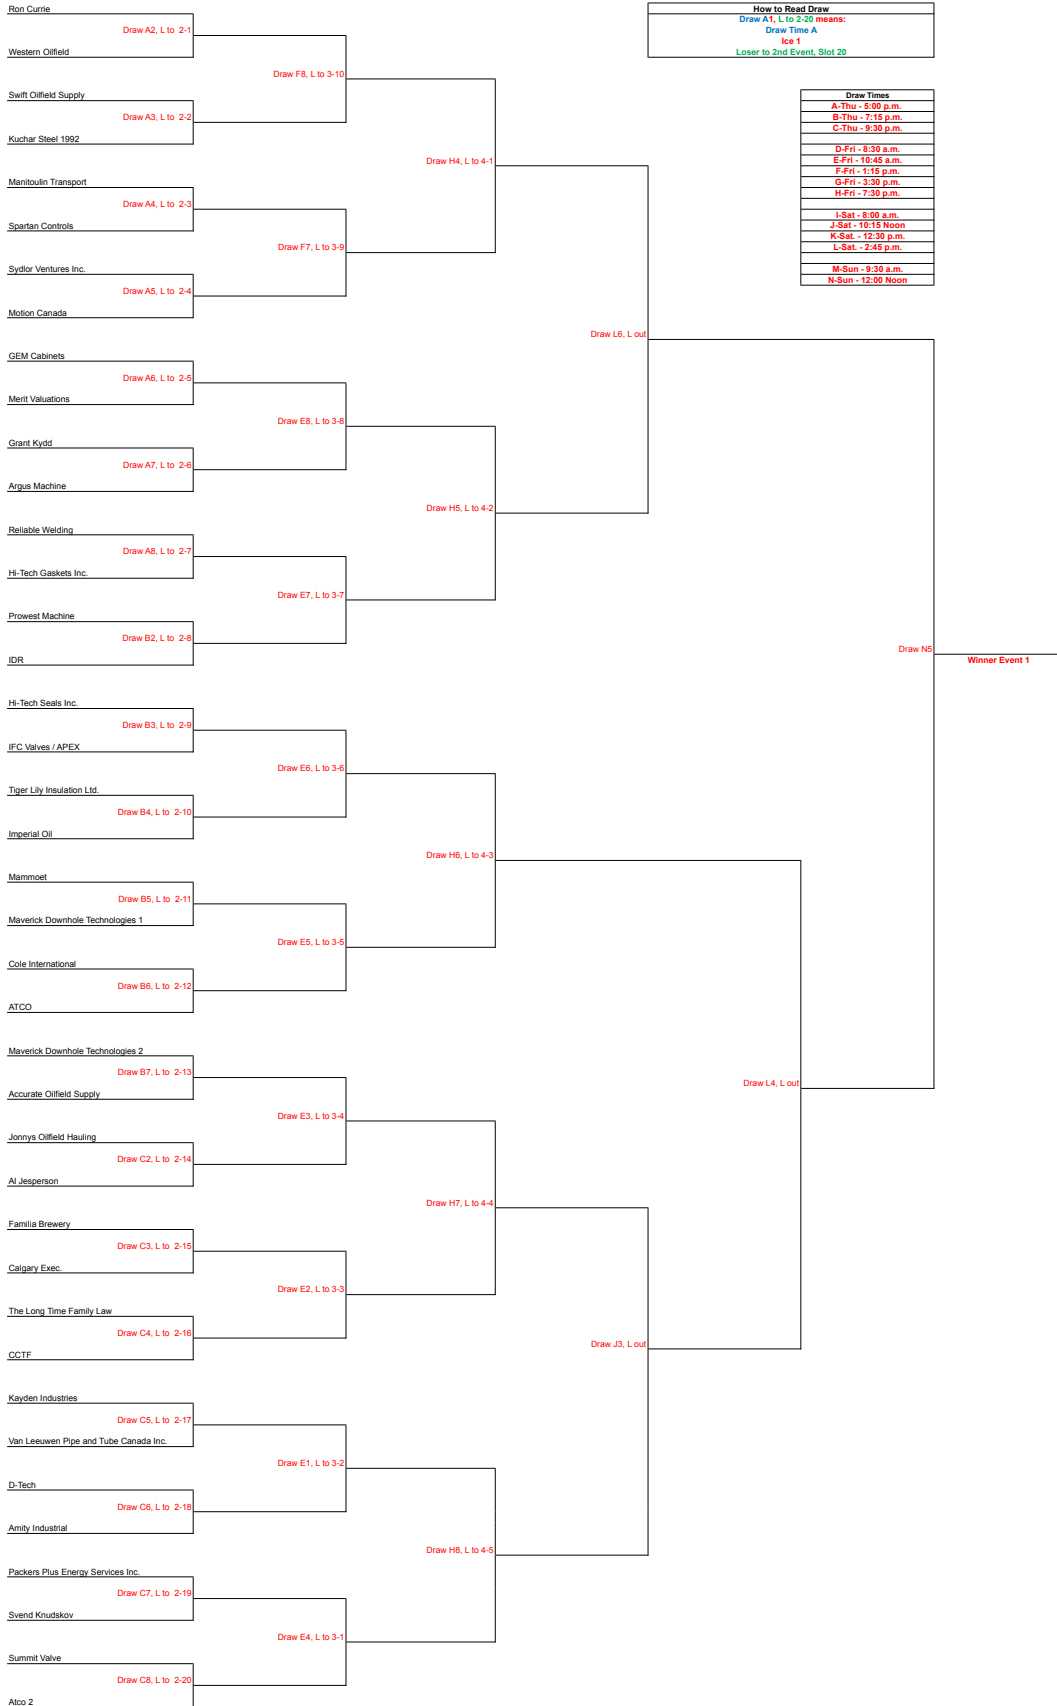 Ron Currie
Draw A2, L to 2-1
Western Oilfield
Draw F8, L to 3-10
Swift Oilfield Supply
Draw A3, L to 2-2
Kuchar Steel 1992
Draw H4, L to 4-1
Manitoulin Transport
Draw A4, L to 2-3
Spartan Controls
Draw F7, L to 3-9
Sydlor Ventures Inc.
Draw A5, L to 2-4
Motion Canada
Draw L6, L out
GEM Cabinets
Draw A6, L to 2-5
Merit Valuations
Draw E8, L to 3-8
Grant Kydd
Draw A7, L to 2-6
Argus Machine
Draw H5, L to 4-2
Reliable Welding
Draw A8, L to 2-7
Hi-Tech Gaskets Inc.
Draw E7, L to 3-7
Prowest Machine
Draw B2, L to 2-8
IDR
Draw N5
Winner Event 1
Hi-Tech Seals Inc.
Draw B3, L to 2-9
IFC Valves / APEX
Draw E6, L to 3-6
Tiger Lily Insulation Ltd.
Draw B4, L to 2-10
Imperial Oil
Draw H6, L to 4-3
Mammoet
Draw B5, L to 2-11
Maverick Downhole Technologies 1
Draw E5, L to 3-5
Cole International
Draw B6, L to 2-12
ATCO
Maverick Downhole Technologies 2
Draw B7, L to 2-13
Draw L4, L out
Accurate Oilfield Supply
Draw E3, L to 3-4
Jonnys Oilfield Hauling
Draw C2, L to 2-14
Al Jesperson
Draw H7, L to 4-4
Familia Brewery
Draw C3, L to 2-15
Calgary Exec.
Draw E2, L to 3-3
The Long Time Family Law
Draw C4, L to 2-16
Draw J3, L out
CCTF
Kayden Industries
Draw C5, L to 2-17
Van Leeuwen Pipe and Tube Canada Inc.
Draw E1, L to 3-2
D-Tech
Draw C6, L to 2-18
Amity Industrial
Draw H8, L to 4-5
Packers Plus Energy Services Inc.
Draw C7, L to 2-19
Svend Knudskov
Draw E4, L to 3-1
Summit Valve
Draw C8, L to 2-20
Atco 2
How to Read Draw
Draw A1, L to 2-20 means:
Draw Time A
Ice 1
Loser to 2nd Event, Slot 20
Draw Times
A-Thu - 5:00 p.m.
B-Thu - 7:15 p.m.
C-Thu - 9:30 p.m.
D-Fri - 8:30 a.m.
E-Fri - 10:45 a.m.
F-Fri - 1:15 p.m.
G-Fri - 3:30 p.m.
H-Fri - 7:30 p.m.
I-Sat - 8:00 a.m.
J-Sat - 10:15 Noon
K-Sat. - 12:30 p.m.
L-Sat. - 2:45 p.m.
M-Sun - 9:30 a.m.
N-Sun - 12:00 Noon